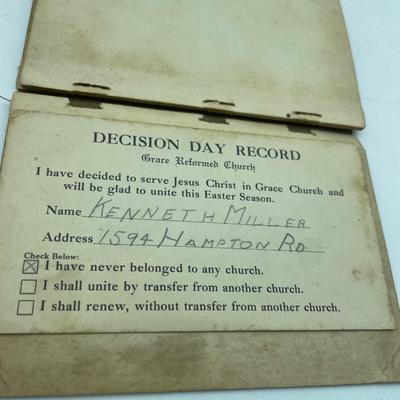 DECISION DAY RECORD
Grace Reformed Church
I have decided to serve Jesus Christ in Grace Church and
will be glad to unite this Easter Season.
Name KENNETH MILLER
Address 1594 HAMPTON RD
Check Below:
I have never belonged to any church.
I shall unite by transfer from another church.
I shall renew, without transfer from another church.